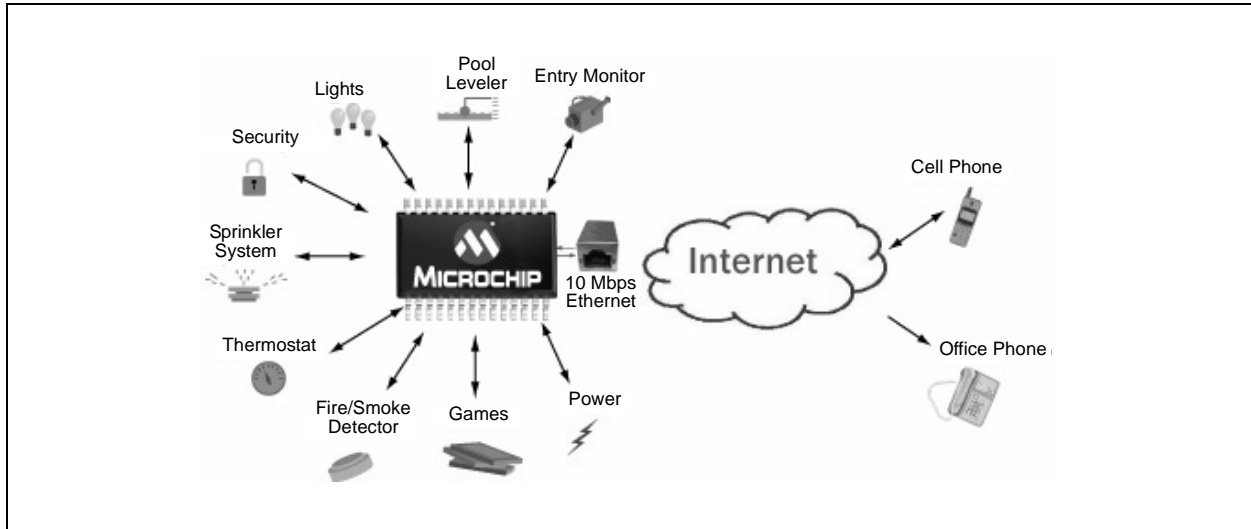 Pool
Leveler
Entry Monitor
Lights
Security
Cell Phone
Sprinkler
System
MICROCHIP
10 Mbps
Ethernet
Internet
Thermostat
Office Phone
Fire/Smoke
Detector
Games
Power